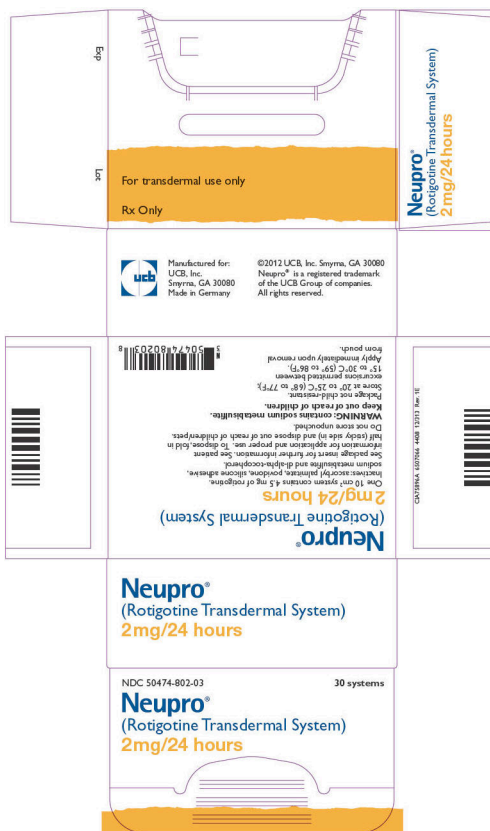 Exp
Lot
For transdermal use only
Rx Only
Neupro®
(Rotigotine Transdermal System)
2mg/24 hours
ucb
Manufactured for:
UCB, Inc.
Smyrna, GA 30080
Made in Germany
©2012 UCB, Inc. Smyrna, GA 30080
Neupro® is a registered trademark
of the UCB Group of companies.
All rights reserved.
Neupro®
(Rotigotine Transdermal System)
2mg/24 hours
One 10 cm² system contains 4.5 mg of rotigotine.
Inactives: ascorbyl palmitate, povidone, silicone adhesive,
sodium metabisulfite and dl-alpha-tocopherol.
See package insert for further information. See patient
information for application and proper use. To dispose, fold in
half (sticky side in) and dispose out of reach of children/pets.
Do not store unpouched.
WARNING: contains sodium metabisulfite.
Keep out of reach of children.
Package not child-resistant.
Store at 20° to 25°C (68° to 77°F);
excursions permitted between
15° to 30°C (59° to 86°F).
Apply immediately upon removal
from pouch.
N
3
50474 80203
8
Neupro®
(Rotigotine Transdermal System)
2mg/24 hours
NDC 50474-802-03
30 systems
Neupro®
(Rotigotine Transdermal System)
2mg/24 hours